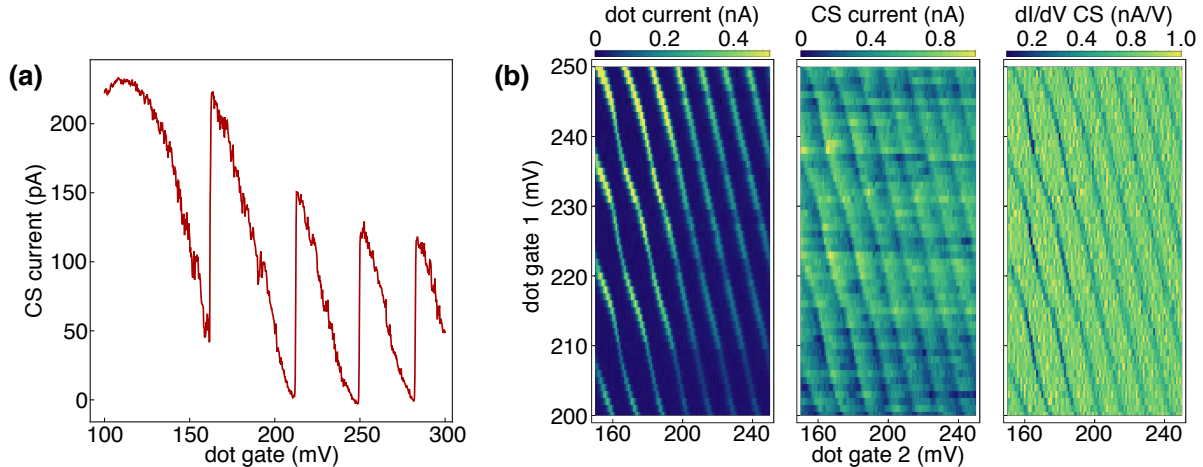 (a)
CS current (pA)
200
150
100
50
0
100 150 200 250 300
dot gate (mV)
(b)
dot current (nA) CS current (nA) dI/dV CS (nA/V)
0 0.2 0.4 0 0.4 0.8 0.2 0.4 0.6 1.0
dot gate 1 (mV)
250
240
230
220
210
200
160 200 240 160 200 240 160 200 240
dot gate 2 (mV)